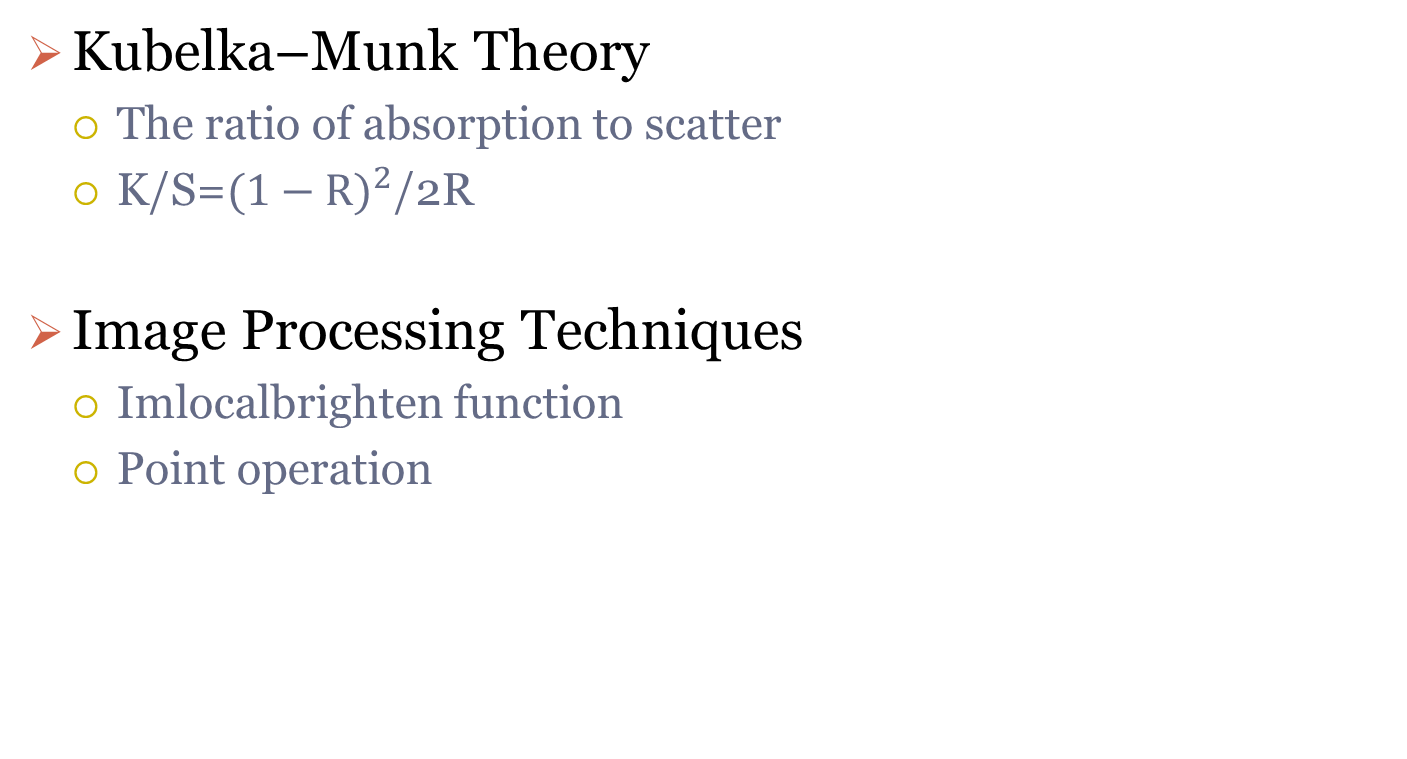 Kubelka–Munk Theory
The ratio of absorption to scatter
K/S=(1 − R)²/2R
Image Processing Techniques
Imlocalbrighten function
Point operation